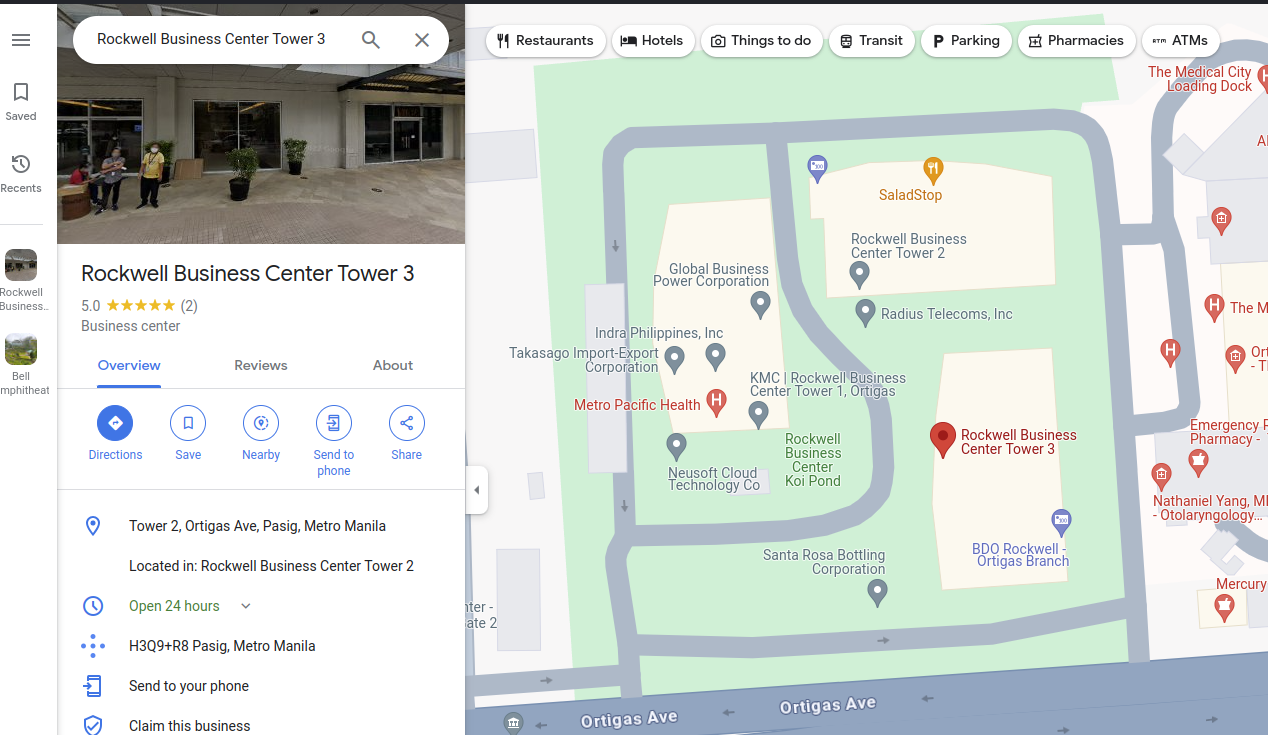 Rockwell Business Center Tower 3
Restaurants
Hotels
Things to do
Transit
Parking
Pharmacies
ATMs
Saved
Recents
Rockwell
Business..
Bell
mphitheat
Rockwell Business Center Tower 3
5.0 (2)
Business center
Overview
Reviews
About
Directions
Save
Nearby
Send to
phone
Share
Tower 2, Ortigas Ave, Pasig, Metro Manila
Located in: Rockwell Business Center Tower 2
Open 24 hours
H3Q9+R8 Pasig, Metro Manila
Send to your phone
Claim this business
The Medical City
Loading Dock
SaladStop
Rockwell Business
Center Tower 2
Global Business
Power Corporation
Radius Telecoms, Inc
Indra Philippines, Inc
Takasago Import-Export
Corporation
KMC | Rockwell Business
Center Tower 1, Ortigas
Metro Pacific Health
Rockwell
Business
Center
Koi Pond
Rockwell Business
Center Tower 3
Neusoft Cloud
Technology Co
BDO Rockwell -
Ortigas Branch
Santa Rosa Bottling
Corporation
The M
Ort
- Tl
Emergency R
Pharmacy -
Nathaniel Yang, MD
- Otolaryngology...
Mercury
nter -
ate 2
Ortigas Ave
Ortigas Ave